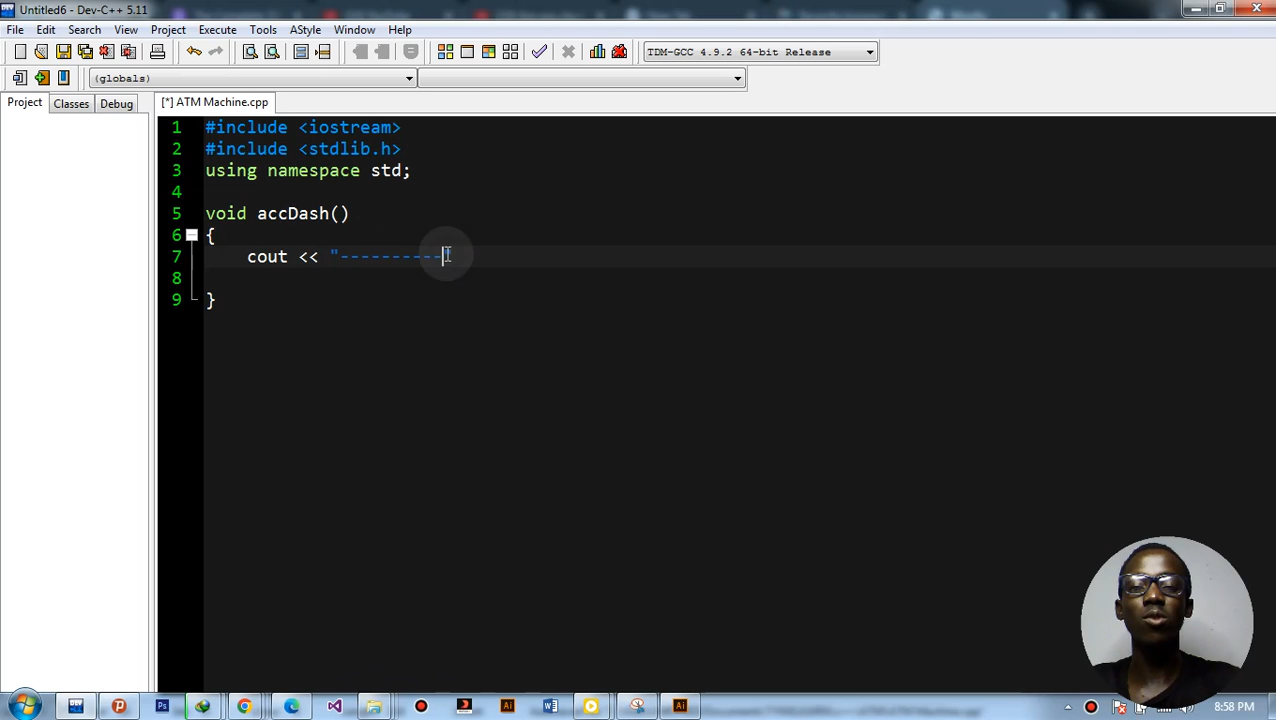 Untitled6 - Dev-C++ 5.11
File Edit Search View Project Execute Tools AStyle Window Help
TDM-GCC 4.9.2 64-bit Release
(globals)
Project Classes Debug [*] ATM Machine.cpp
1 #include <iostream>
2 #include <stdlib.h>
3 using namespace std;
4
5 void accDash()
6 {
7 cout << "----------"
8
9 }
8:58 PM